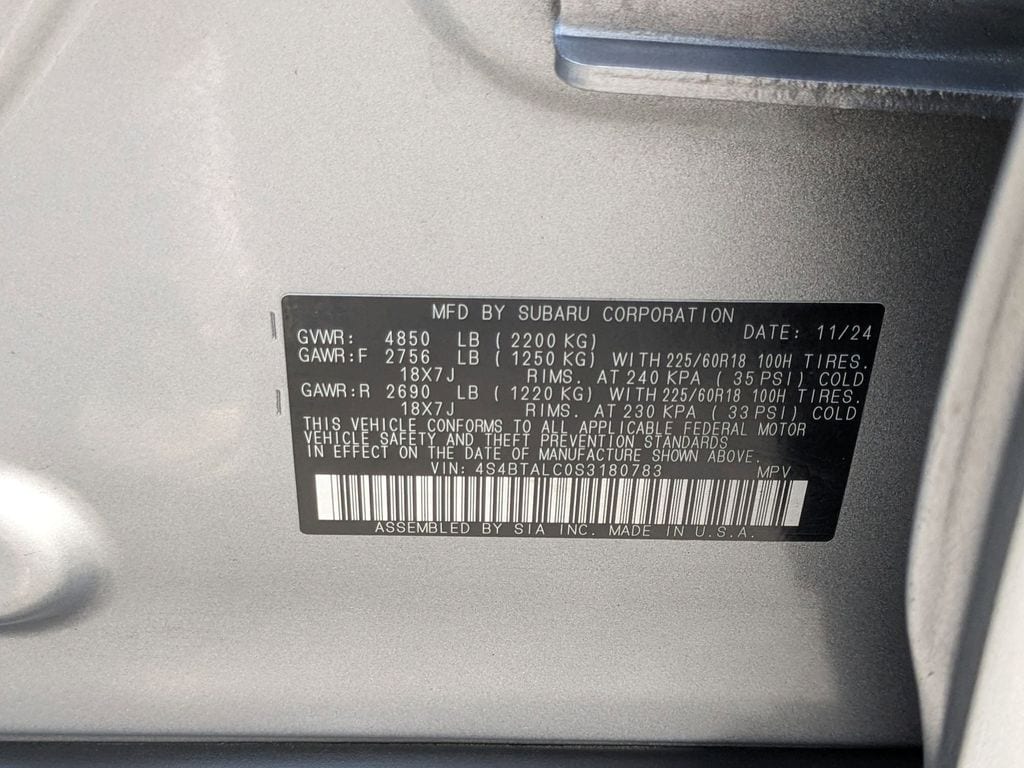 MFD BY SUBARU CORPORATION
GVWR: 4850 LB ( 2200 KG) DATE: 11/24
GAWR:F 2756 LB ( 1250 KG) WITH 225/60R18 100H TIRES.
18X7J RIMS. AT 240 KPA ( 35 PSI) COLD
GAWR:R 2690 LB ( 1220 KG) WITH 225/60R18 100H TIRES.
18X7J RIMS. AT 230 KPA ( 33 PSI) COLD
THIS VEHICLE CONFORMS TO ALL APPLICABLE FEDERAL MOTOR
VEHICLE SAFETY AND THEFT PREVENTION STANDARDS
IN EFFECT ON THE DATE OF MANUFACTURE SHOWN ABOVE.
VIN: 4S4BTALC0S3180783 MPV
ASSEMBLED BY SIA INC. MADE IN U.S.A.